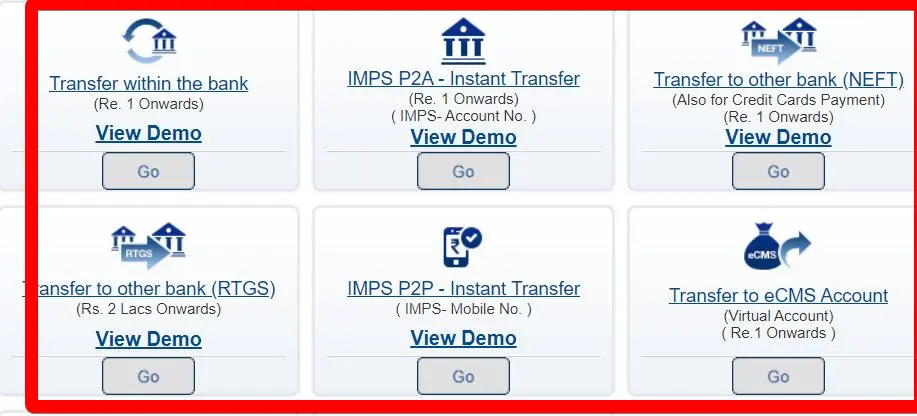 Transfer within the bank
(Re. 1 Onwards)
View Demo
Go
IMPS P2A - Instant Transfer
(Re. 1 Onwards)
( IMPS- Account No. )
View Demo
Go
NEFT
Transfer to other bank (NEFT)
(Also for Credit Cards Payment)
(Re. 1 Onwards)
View Demo
Go
RTGS
Transfer to other bank (RTGS)
(Rs. 2 Lacs Onwards)
View Demo
Go
₹
IMPS P2P - Instant Transfer
( IMPS- Mobile No. )
View Demo
Go
eCMS
Transfer to eCMS Account
(Virtual Account)
( Re.1 Onwards )
Go